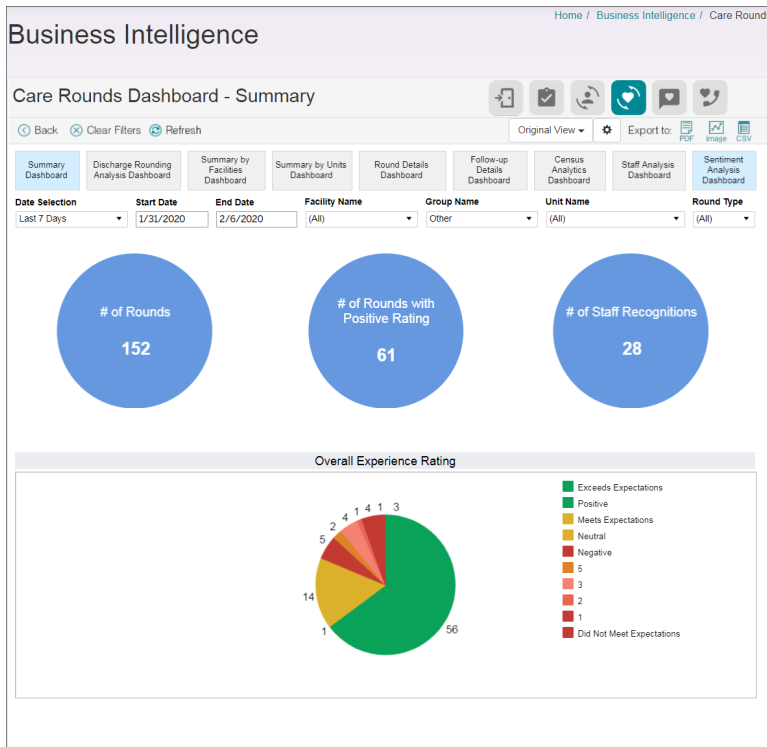 Home / Business Intelligence / Care Round
Business Intelligence
Care Rounds Dashboard - Summary
Back Clear Filters Refresh
Original View Export to: PDF Image CSV
Summary
Dashboard
Discharge Rounding
Analysis Dashboard
Summary by
Facilities
Dashboard
Summary by Units
Dashboard
Round Details
Dashboard
Follow-up
Details
Dashboard
Census
Analytics
Dashboard
Staff Analysis
Dashboard
Sentiment
Analysis
Dashboard
Date Selection Start Date End Date Facility Name Group Name Unit Name Round Type
Last 7 Days 1/31/2020 2/6/2020 (All) Other (All) (All)
# of Rounds
152
# of Rounds with
Positive Rating
61
# of Staff Recognitions
28
Overall Experience Rating
5 2 4 1 4 1 3
14
1
56
Exceeds Expectations
Positive
Meets Expectations
Neutral
Negative
5
3
2
1
Did Not Meet Expectations